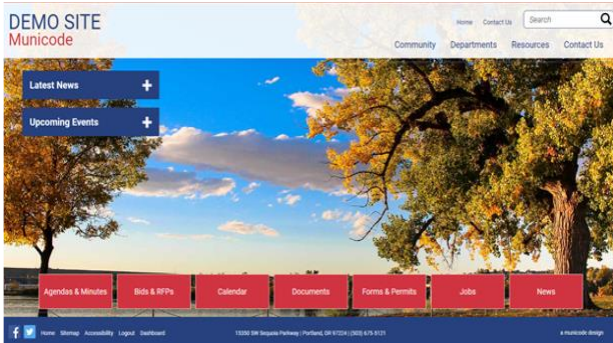 DEMO SITE
Municode
Home Contact Us Search
Community Departments Resources Contact Us
Latest News +
Upcoming Events +
Agendas & Minutes Bids & RFPs Calendar Documents Forms & Permits Jobs News
Home Sitemap Accessibility Logout Dashboard 15200 SW Sequoia Parkway | Portland, OR 97224 | (503) 675-5131 a municode design